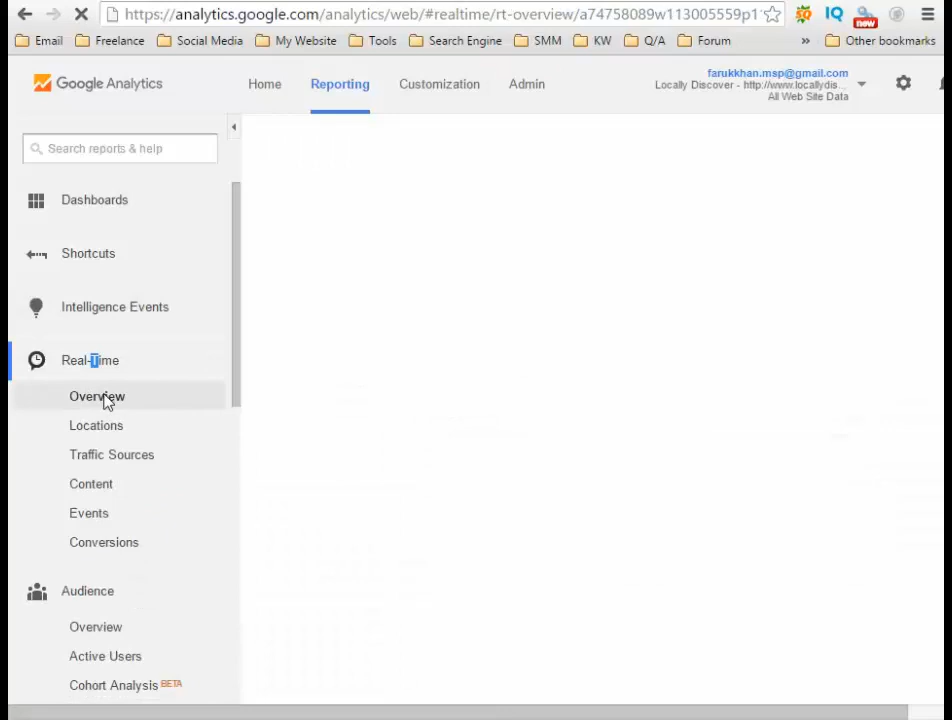 https://analytics.google.com/analytics/web/#realtime/rt-overview/a74758089w113005559p1
Email Freelance Social Media My Website Tools Search Engine SMM KW Q/A Forum » Other bookmarks
IQ
new
Google Analytics
Home Reporting Customization Admin
farukkhan.msp@gmail.com
Locally Discover - http://www.locallydis...
All Web Site Data
Search reports & help
Dashboards
Shortcuts
Intelligence Events
Real-Time
Overview
Locations
Traffic Sources
Content
Events
Conversions
Audience
Overview
Active Users
Cohort Analysis BETA